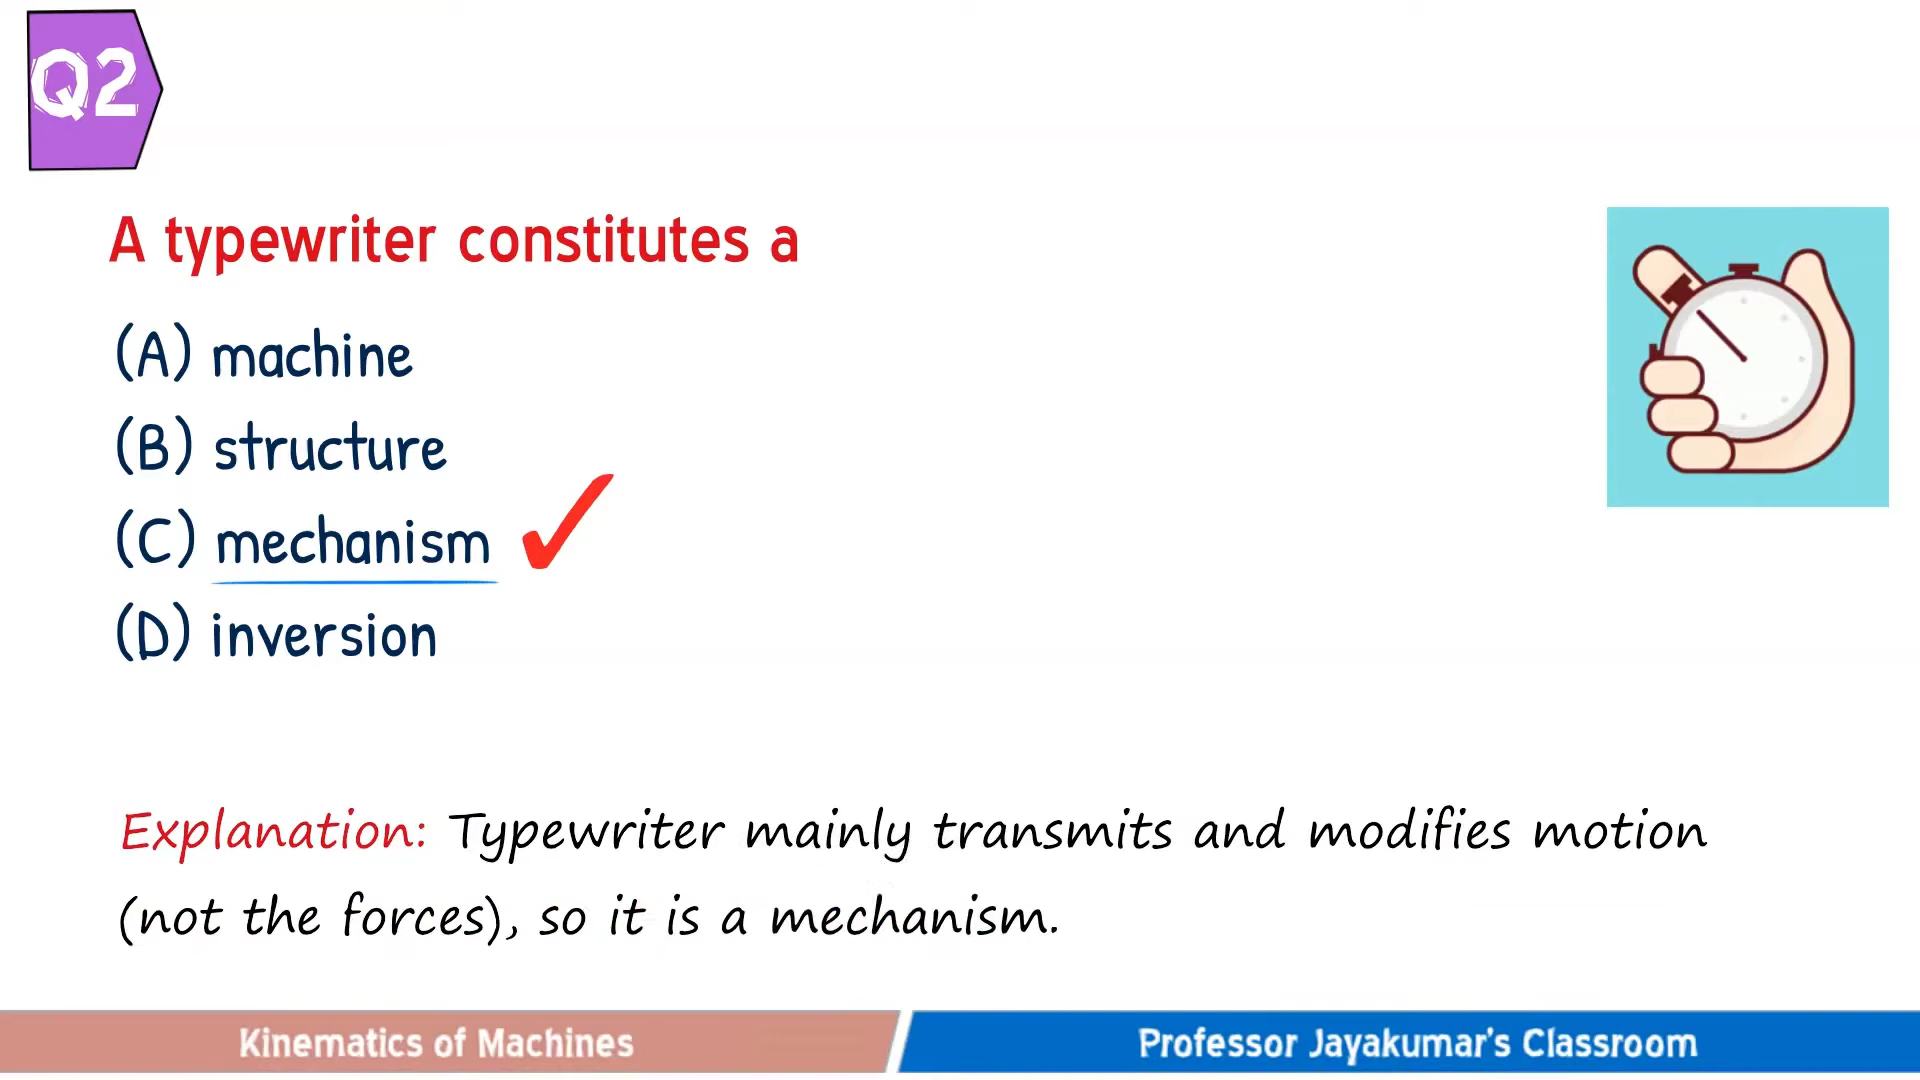 Q2
A typewriter constitutes a
(A) machine
(B) structure
(C) mechanism
(D) inversion
Explanation: Typewriter mainly transmits and modifies motion
(not the forces), so it is a mechanism.
Kinematics of Machines
Professor Jayakumar's Classroom